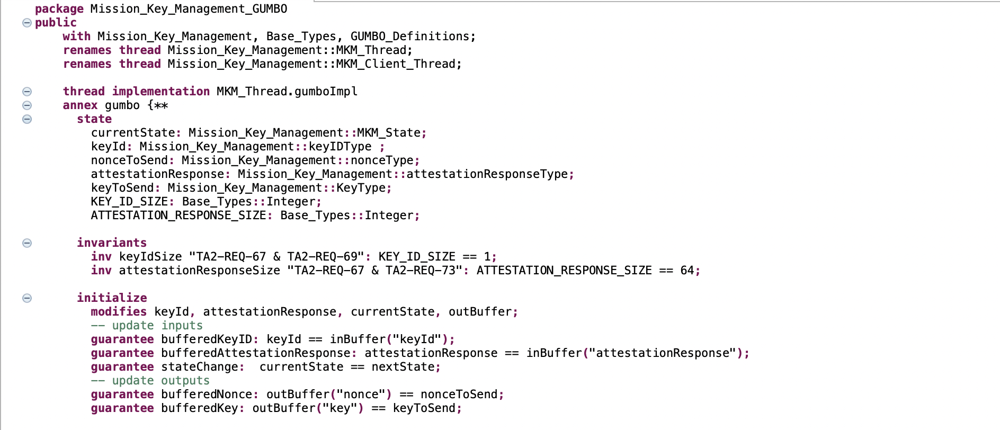 package Mission_Key_Management_GUMBO
public
with Mission_Key_Management, Base_Types, GUMBO_Definitions;
renames thread Mission_Key_Management::MKM_Thread;
renames thread Mission_Key_Management::MKM_Client_Thread;
thread implementation MKM_Thread.gumboImpl
annex gumbo {**
state
currentState: Mission_Key_Management::MKM_State;
keyId: Mission_Key_Management::keyIDType ;
nonceToSend: Mission_Key_Management::nonceType;
attestationResponse: Mission_Key_Management::attestationResponseType;
keyToSend: Mission_Key_Management::KeyType;
KEY_ID_SIZE: Base_Types::Integer;
ATTESTATION_RESPONSE_SIZE: Base_Types::Integer;
invariants
inv keyIdSize "TA2-REQ-67 & TA2-REQ-69": KEY_ID_SIZE == 1;
inv attestationResponseSize "TA2-REQ-67 & TA2-REQ-73": ATTESTATION_RESPONSE_SIZE == 64;
initialize
modifies keyId, attestationResponse, currentState, outBuffer;
-- update inputs
guarantee bufferedKeyID: keyId == inBuffer("keyId");
guarantee bufferedAttestationResponse: attestationResponse == inBuffer("attestationResponse");
guarantee stateChange:  currentState == nextState;
-- update outputs
guarantee bufferedNonce: outBuffer("nonce") == nonceToSend;
guarantee bufferedKey: outBuffer("key") == keyToSend;